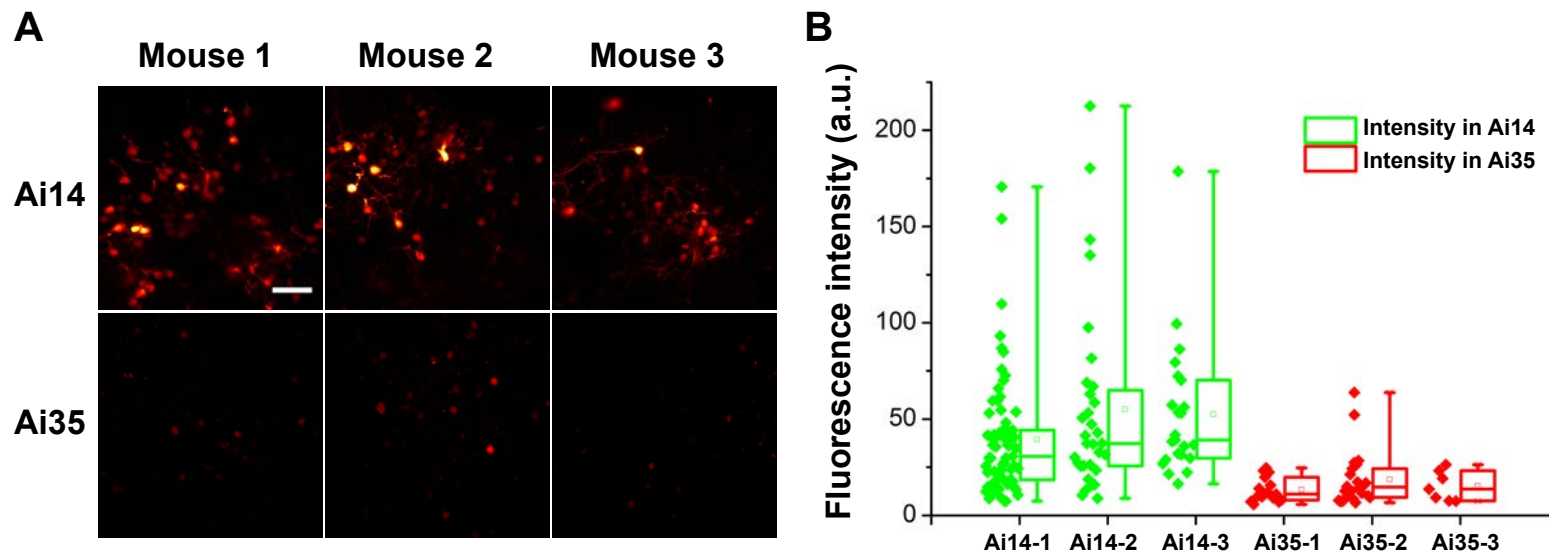 A
Mouse 1 Mouse 2 Mouse 3
Ai14
Ai35
B
Fluorescence intensity (a.u.)
200
150
100
50
0
Intensity in Ai14
Intensity in Ai35
Ai14-1 Ai14-2 Ai14-3 Ai35-1 Ai35-2 Ai35-3